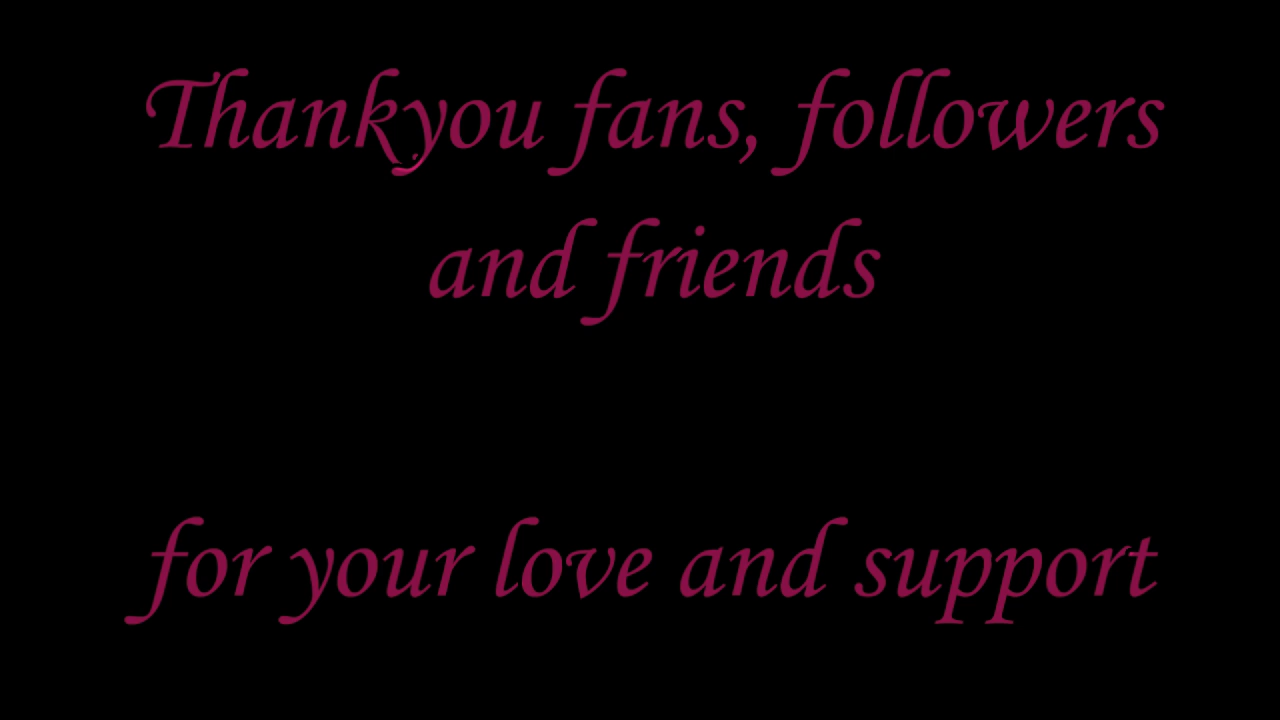 Thankyou fans, followers
and friends
for your love and support